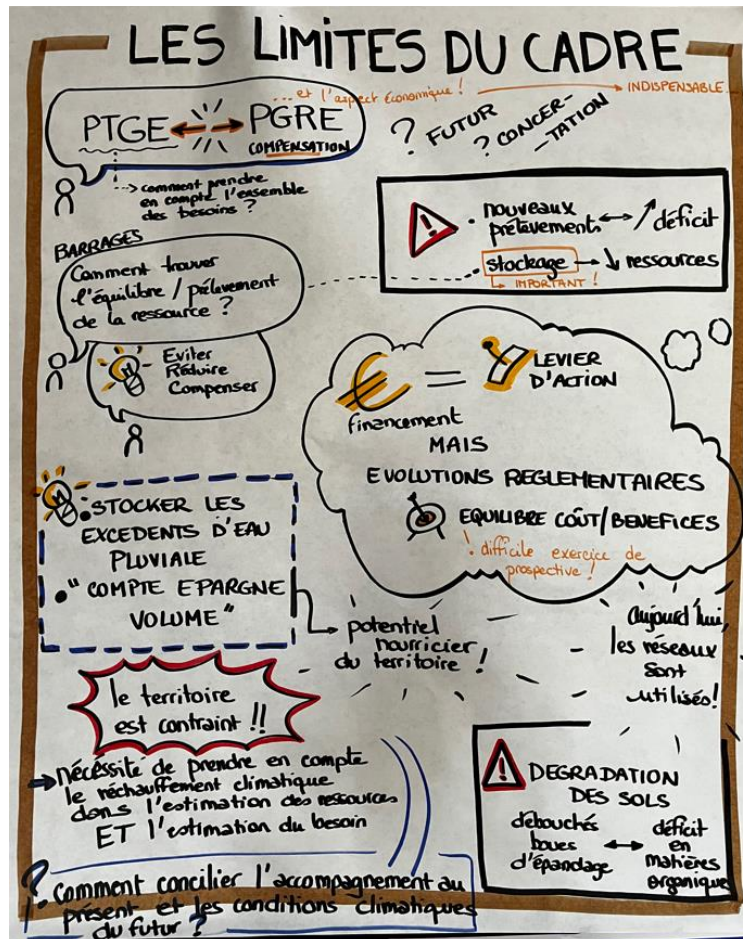 LES LIMITES DU CADRE
... et l'aspect économique ! → INDISPENSABLE.
PTGE ↔ PGRE
COMPENSATION
? FUTUR
? CONCER-
-TATION
--> comment prendre
en compte l'ensemble
des besoins ?
• nouveaux ↔ ↗ déficit
prélèvements
• stockage → ↓ ressources
↳ IMPORTANT !
BARRAGES
Comment trouver
l'équilibre / prélèvement
de la ressource ?
Eviter
Réduire
Compenser
€ = LEVIER
D'ACTION
financement
MAIS
EVOLUTIONS REGLEMENTAIRES
EQUILIBRE COÛT/BENEFICES
! difficile exercice de
prospective !
• STOCKER LES
EXCEDENTS D'EAU
PLUVIALE
• "COMPTE EPARGNE
VOLUME"
→ potentiel
nourricier
du territoire !
Aujourd'hui,
les réseaux
sont
utilisés !
le territoire
est contraint !!
→ nécessité de prendre en compte
le réchauffement climatique
dans l'estimation des ressources
ET l'estimation du besoin
! DEGRADATION
DES SOLS
débouchés
boues
d'épandage
↔
déficit
en
matières
organiques
? Comment concilier l'accompagnement au
présent et les conditions climatiques
du futur ?